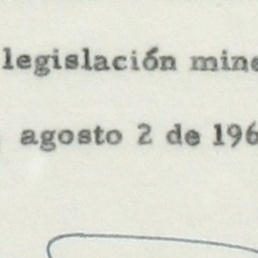 legislación mine
agosto 2 de 196